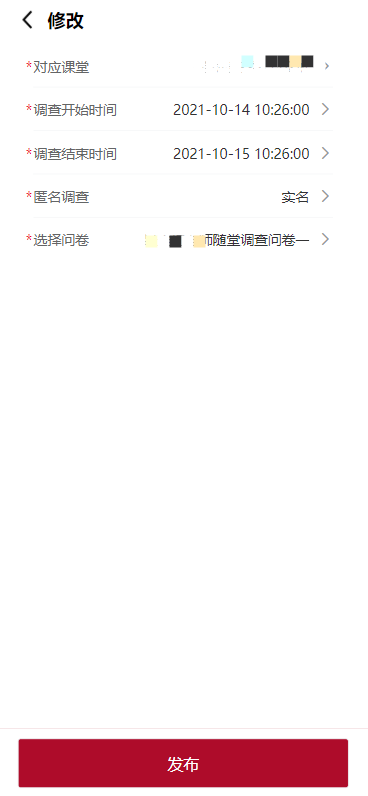 修改
*对应课堂
*调查开始时间 2021-10-14 10:26:00
*调查结束时间 2021-10-15 10:26:00
*匿名调查 实名
*选择问卷 随堂调查问卷一
发布